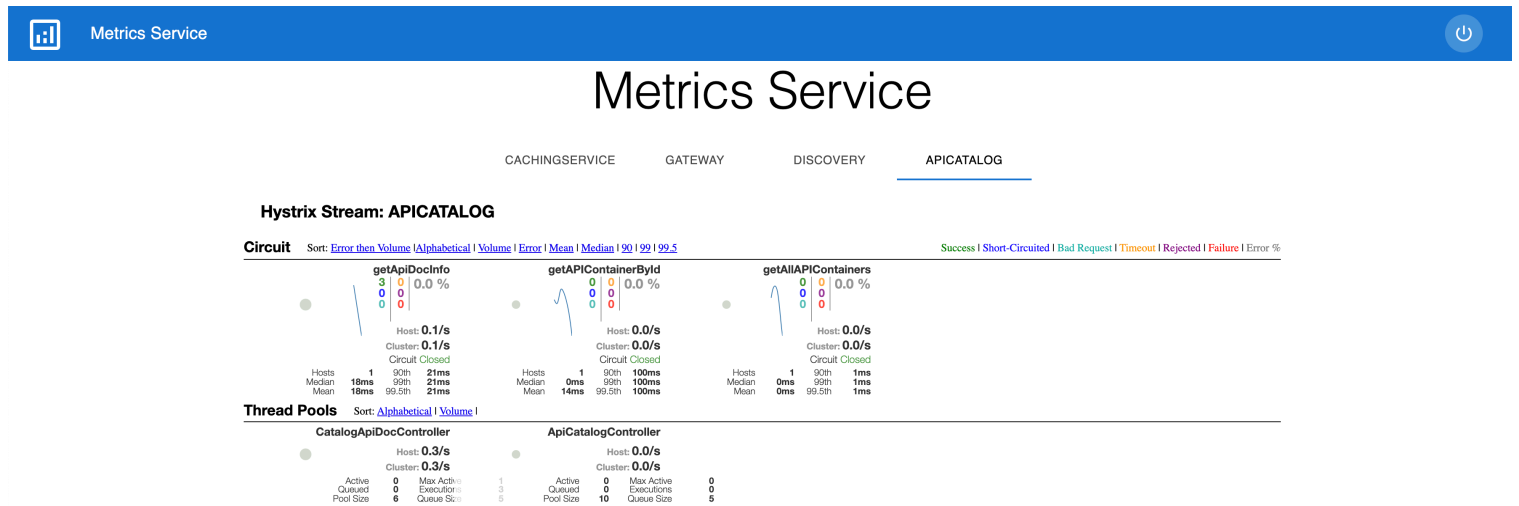 Metrics Service
Metrics Service
CACHINGSERVICE GATEWAY DISCOVERY APICATALOG
Hystrix Stream: APICATALOG
Circuit Sort: Error then Volume |Alphabetical | Volume | Error | Mean | Median | 90 | 99 | 99.5 Success | Short-Circuited | Bad Request | Timeout | Rejected | Failure | Error %
getApiDocInfo getAPIContainerById getAllAPIContainers
3 0 0.0 % 0 0 0.0 % 0 0 0.0 %
0 0 0 0 0 0
0 0 0 0 0 0
Host: 0.1/s Host: 0.0/s Host: 0.0/s
Cluster: 0.1/s Cluster: 0.0/s Cluster: 0.0/s
Circuit Closed Circuit Closed Circuit Closed
Hosts 1 90th 21ms Hosts 1 90th 100ms Hosts 1 90th 1ms
Median 18ms 99th 21ms Median 0ms 99th 100ms Median 0ms 99th 1ms
Mean 18ms 99.5th 21ms Mean 14ms 99.5th 100ms Mean 0ms 99.5th 1ms
Thread Pools Sort: Alphabetical | Volume |
CatalogApiDocController ApiCatalogController
Host: 0.3/s Host: 0.0/s
Cluster: 0.3/s Cluster: 0.0/s
Active 0 Max Active 1 Active 0 Max Active 0
Queued 0 Executions 3 Queued 0 Executions 0
Pool Size 6 Queue Size 5 Pool Size 10 Queue Size 5